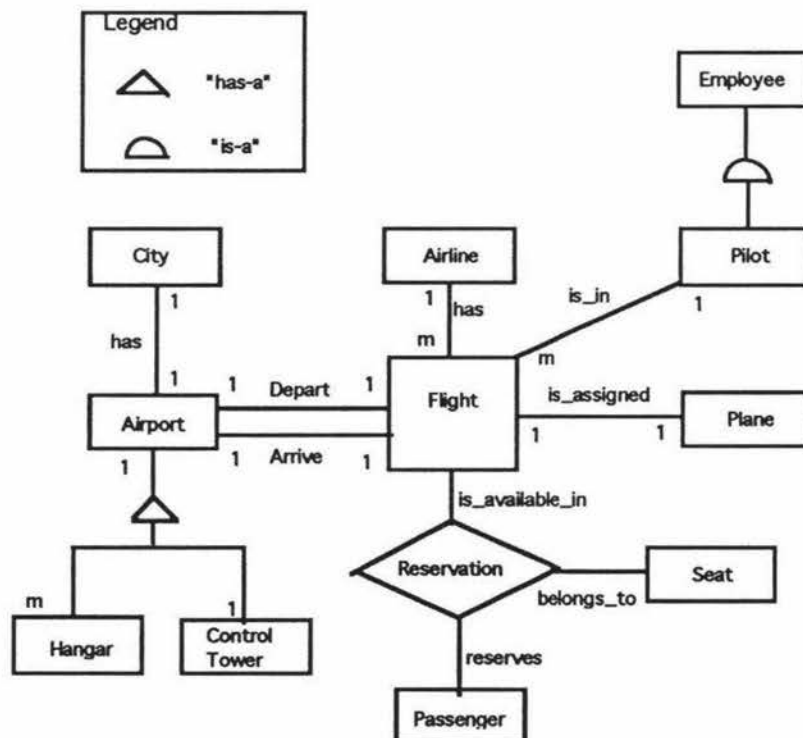 Legend
"has-a"
"is-a"
Employee
City
Airline
Pilot
1
1
has
is_in
1
has
m
m
1
1
1
Depart
1
Flight
is_assigned
Airport
Plane
1
1
Arrive
1
1
1
is_available_in
Reservation
Seat
belongs_to
m
1
Hangar
Control
Tower
reserves
Passenger